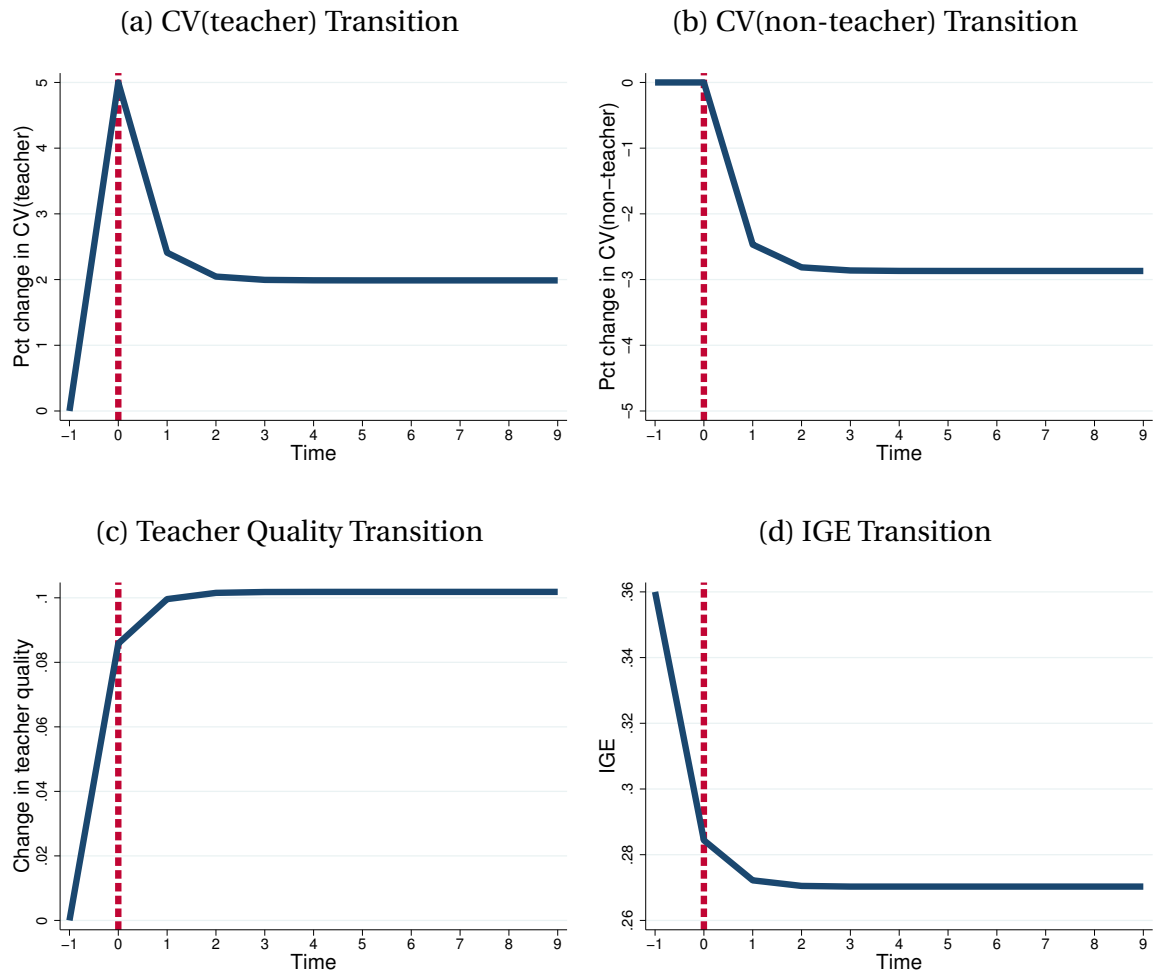 (a) CV(teacher) Transition
Pct change in CV(teacher)
5
4
3
2
1
0
−1 0 1 2 3 4 5 6 7 8 9
Time
(b) CV(non-teacher) Transition
Pct change in CV(non−teacher)
0
−1
−2
−3
−4
−5
−1 0 1 2 3 4 5 6 7 8 9
Time
(c) Teacher Quality Transition
Change in teacher quality
.1
.08
.06
.04
.02
0
−1 0 1 2 3 4 5 6 7 8 9
Time
(d) IGE Transition
IGE
.36
.34
.32
.3
.28
.26
−1 0 1 2 3 4 5 6 7 8 9
Time